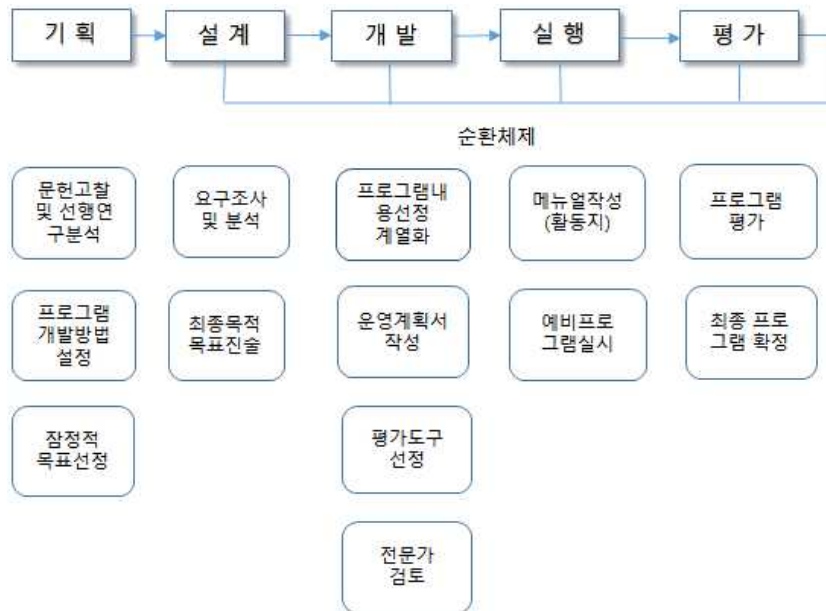 기 획
설 계
개 발
실 행
평 가
순환체제
문헌고찰
및 선행연
구분석
요구조사
및 분석
프로그램내
용선정
계열화
메뉴얼작성
(활동지)
프로그램
평가
프로그램
개발방법
설정
최종목적
목표진술
운영계획서
작성
예비프로
그램실시
최종 프로
그램 확정
잠정적
목표선정
평가도구
선정
전문가
검토